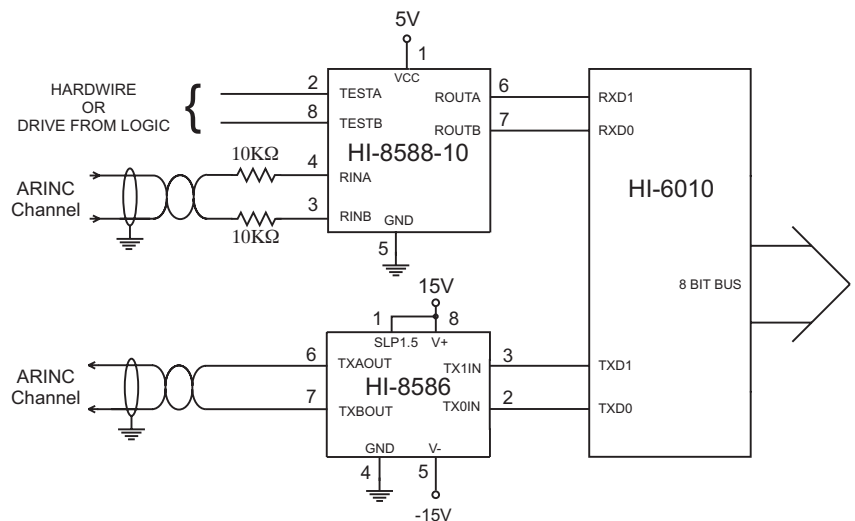 5V
1
VCC
HARDWIRE
OR
DRIVE FROM LOGIC
{
2
TESTA
8
TESTB
ROUTA
6
RXD1
ROUTB
7
RXD0
HI-8588-10
10KΩ
4
RINA
ARINC
Channel
3
RINB
10KΩ
GND
5
HI-6010
8 BIT BUS
15V
1
8
SLP1.5
V+
6
TXAOUT
TX1IN
3
TXD1
HI-8586
ARINC
Channel
7
TXBOUT
TX0IN
2
TXD0
GND
V-
4
5
-15V